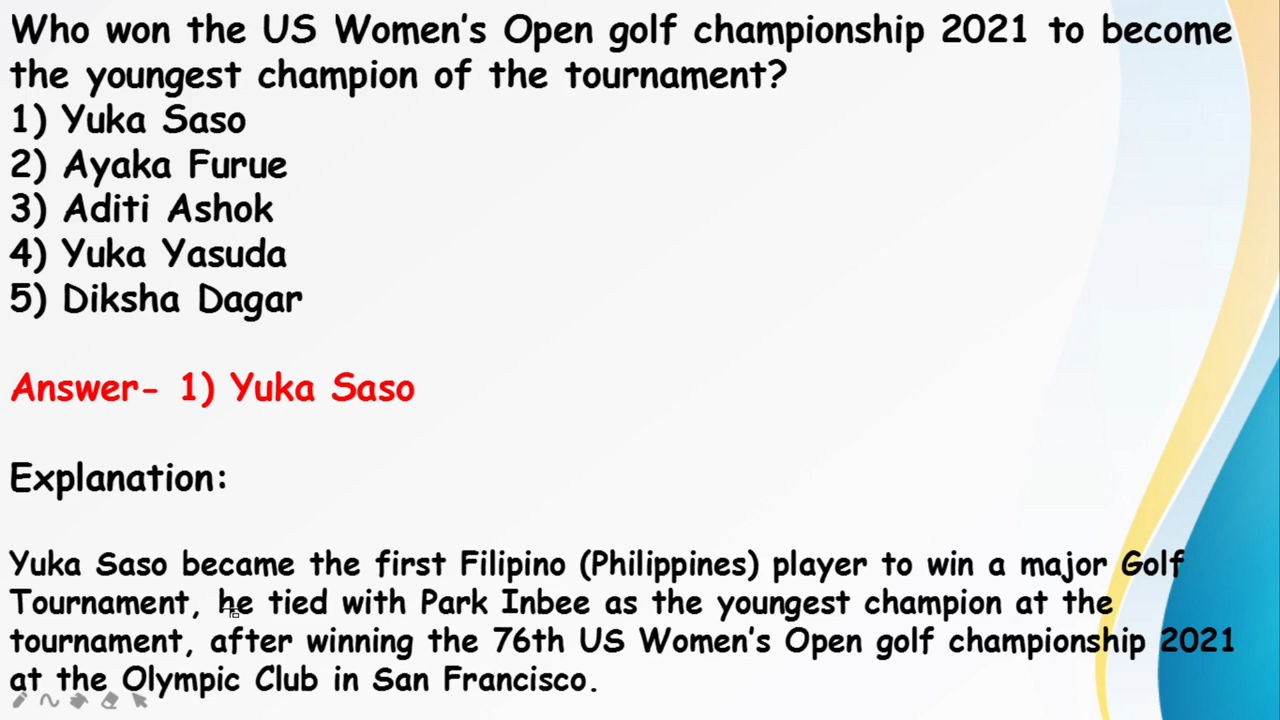 Who won the US Women's Open golf championship 2021 to become
the youngest champion of the tournament?
1) Yuka Saso
2) Ayaka Furue
3) Aditi Ashok
4) Yuka Yasuda
5) Diksha Dagar
Answer- 1) Yuka Saso
Explanation:
Yuka Saso became the first Filipino (Philippines) player to win a major Golf
Tournament, he tied with Park Inbee as the youngest champion at the
tournament, after winning the 76th US Women's Open golf championship 2021
at the Olympic Club in San Francisco.